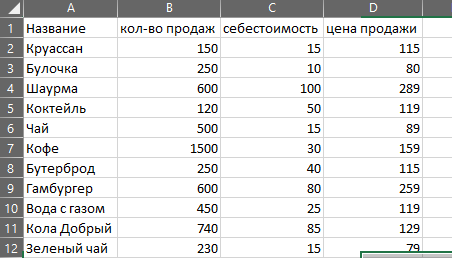 A B C D
1 Название кол-во продаж себестоимость цена продажи
2 Круассан 150 15 115
3 Булочка 250 10 80
4 Шаурма 600 100 289
5 Коктейль 120 50 119
6 Чай 500 15 89
7 Кофе 1500 30 159
8 Бутерброд 250 40 115
9 Гамбургер 600 80 259
10 Вода с газом 450 25 119
11 Кола Добрый 740 85 129
12 Зеленый чай 230 15 79